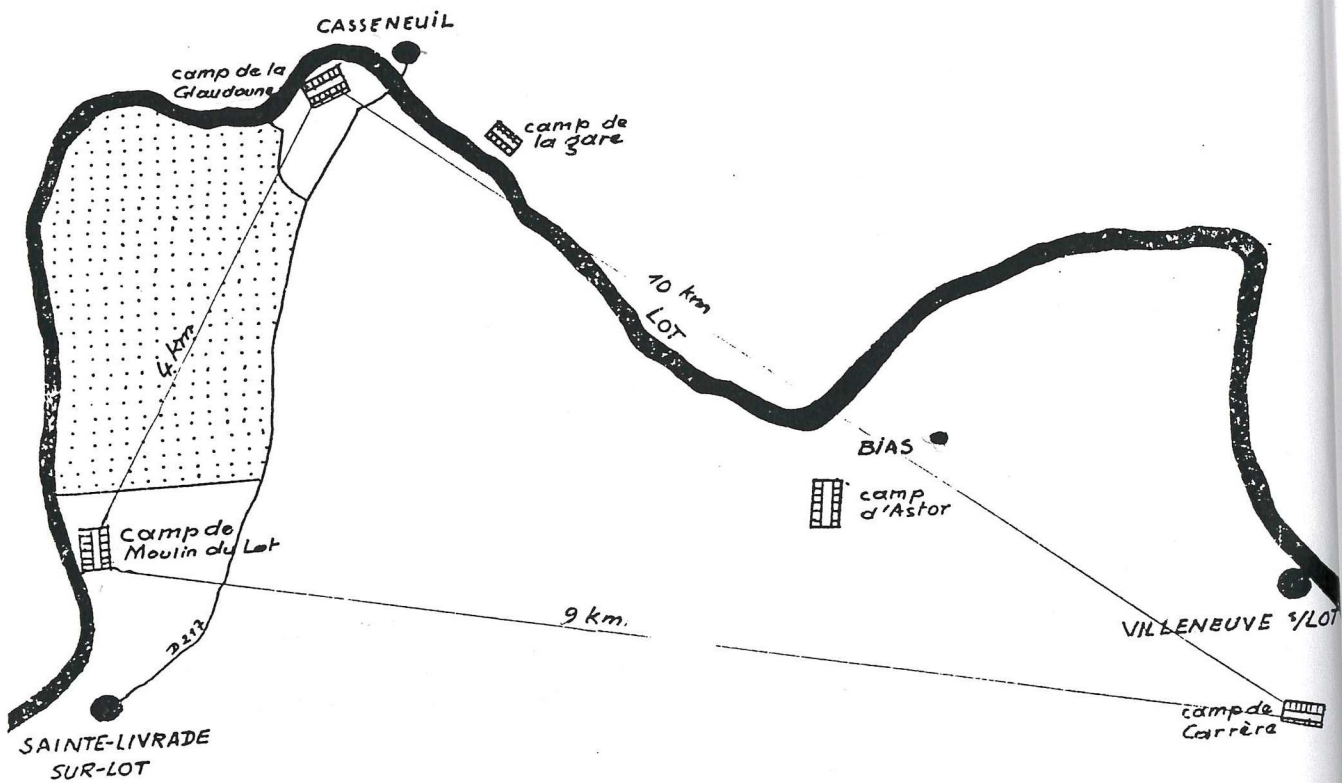 CASSENEUIL
camp de la
Glaudoune
camp de
la gare
10 km
LOT
4 km
BIAS
camp
d'Astor
camp de
Moulin du Lot
9 km.
VILLENEUVE s/LOT
D217
camp de
Carrère
SAINTE-LIVRADE
SUR-LOT